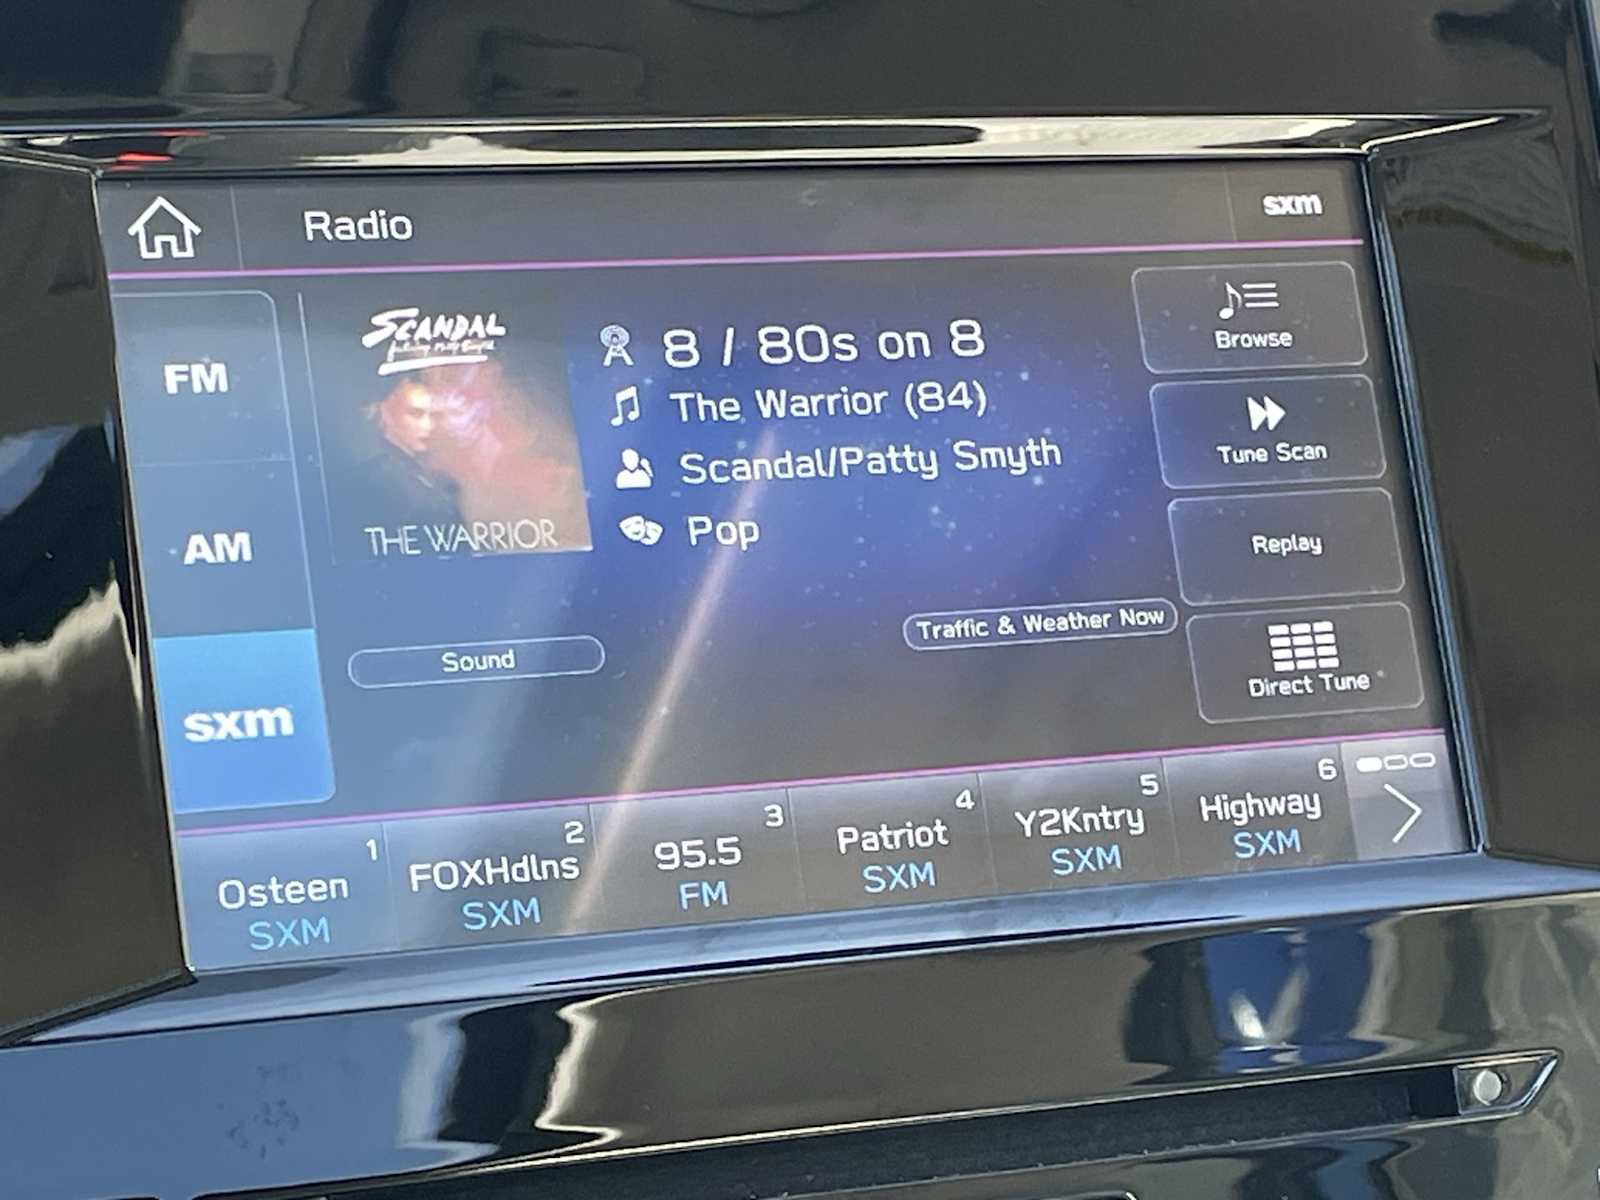 Radio
sxm
FM
AM
sxm
SCANDAL
THE WARRIOR
8 / 80s on 8
The Warrior (84)
Scandal/Patty Smyth
Pop
Browse
Tune Scan
Replay
Direct Tune
Sound
Traffic & Weather Now
1
Osteen
SXM
2
FOXHdlns
SXM
3
95.5
FM
4
Patriot
SXM
5
Y2Kntry
SXM
6
Highway
SXM